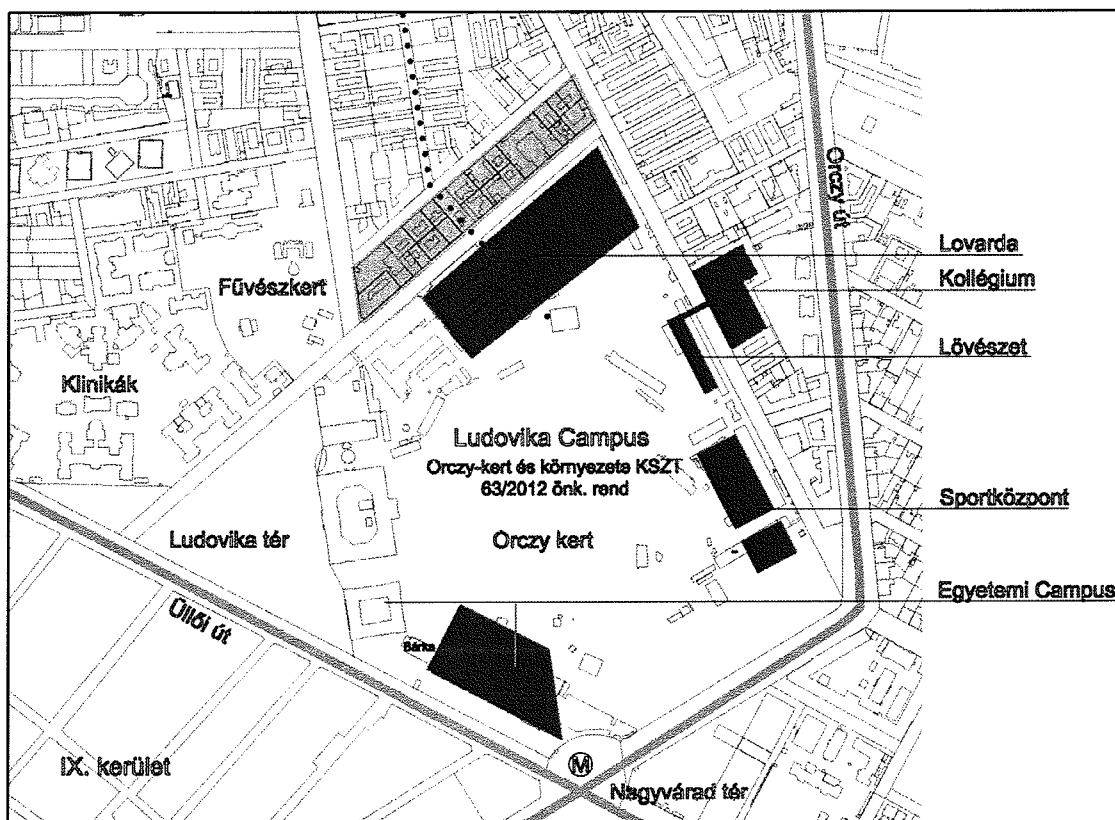 Orczy út
Lovarda
Kollégium
Füvészkert
Lövészet
Klinikák
Ludovika Campus
Orczy-kert és környezete KSZT
63/2012 önk. rend
Sportközpont
Ludovika tér
Orczy kert
Egyetemi Campus
Üllői út
Bárka
IX. kerület
M
Nagyvárad tér